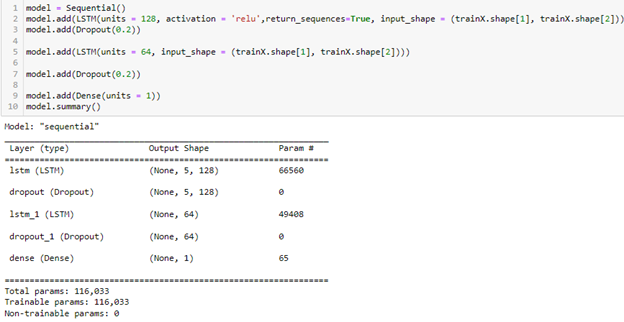 1 model = Sequential()
2 model.add(LSTM(units = 128, activation = 'relu',return_sequences=True, input_shape = (trainX.shape[1], trainX.shape[2])))
3 model.add(Dropout(0.2))
4
5 model.add(LSTM(units = 64, input_shape = (trainX.shape[1], trainX.shape[2])))
6
7 model.add(Dropout(0.2))
8
9 model.add(Dense(units = 1))
10 model.summary()
Model: "sequential"
Layer (type) Output Shape Param #
lstm (LSTM) (None, 5, 128) 66560
dropout (Dropout) (None, 5, 128) 0
lstm_1 (LSTM) (None, 64) 49408
dropout_1 (Dropout) (None, 64) 0
dense (Dense) (None, 1) 65
Total params: 116,033
Trainable params: 116,033
Non-trainable params: 0